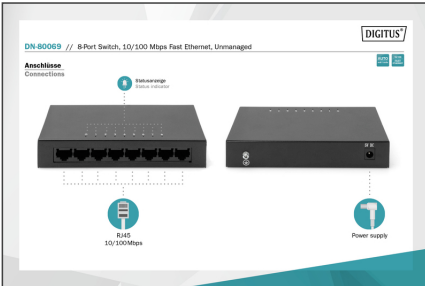 DIGITUS®
DN-80069 // 8-Port Switch, 10/100 Mbps Fast Ethernet, Unmanaged
Anschlüsse
Connections
AUTO
Statusanzeige
Status indicator
RJ45
10/100Mbps
Power supply